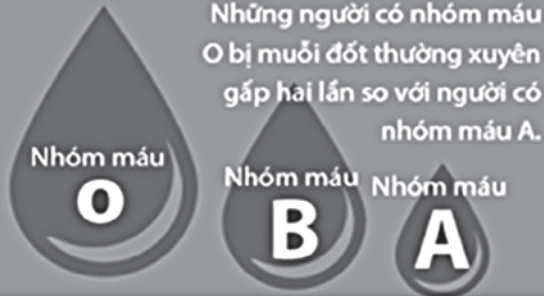 Những người có nhóm máu
O bị muỗi đốt thường xuyên
gấp hai lần so với người có
nhóm máu A.
Nhóm máu
O
Nhóm máu
B
Nhóm máu
A